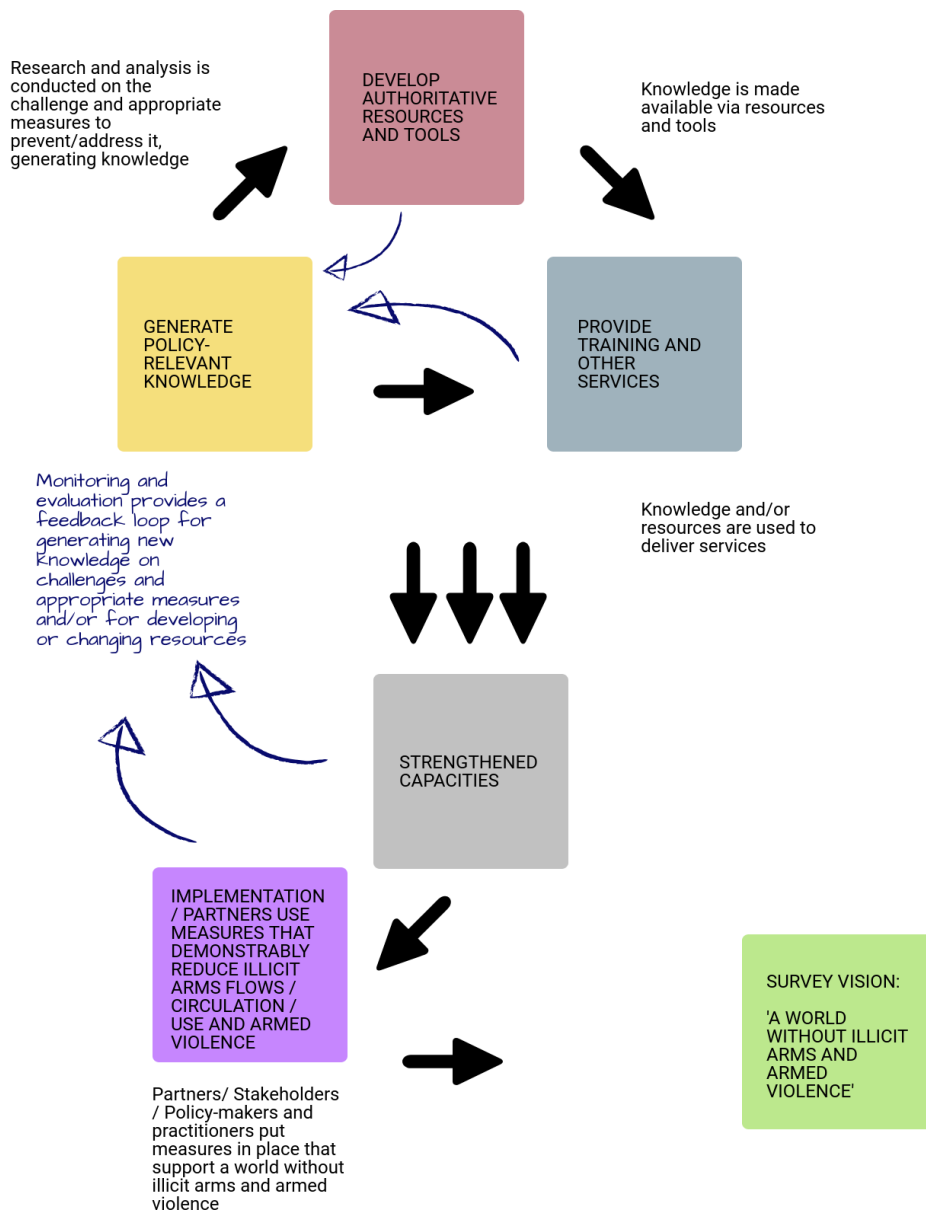 Research and analysis is
conducted on the
challenge and appropriate
measures to
prevent/address it,
generating knowledge
DEVELOP
AUTHORITATIVE
RESOURCES
AND TOOLS
Knowledge is made
available via resources
and tools
GENERATE
POLICY-
RELEVANT
KNOWLEDGE
PROVIDE
TRAINING AND
OTHER
SERVICES
Monitoring and
evaluation provides a
feedback loop for
generating new
knowledge on
challenges and
appropriate measures
and/or for developing
or changing resources
Knowledge and/or
resources are used to
deliver services
STRENGTHENED
CAPACITIES
IMPLEMENTATION
/ PARTNERS USE
MEASURES THAT
DEMONSTRABLY
REDUCE ILLICIT
ARMS FLOWS /
CIRCULATION /
USE AND ARMED
VIOLENCE
SURVEY VISION:
'A WORLD
WITHOUT ILLICIT
ARMS AND
ARMED
VIOLENCE'
Partners/ Stakeholders
/ Policy-makers and
practitioners put
measures in place that
support a world without
illicit arms and armed
violence